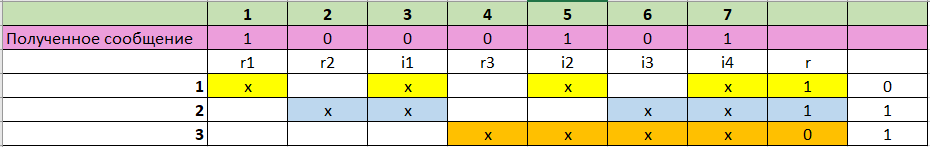 1 2 3 4 5 6 7
Полученное сообщение 1 0 0 0 1 0 1
r1 r2 i1 r3 i2 i3 i4 r
1 x x x x 1 0
2 x x x x 1 1
3 x x x x 0 1